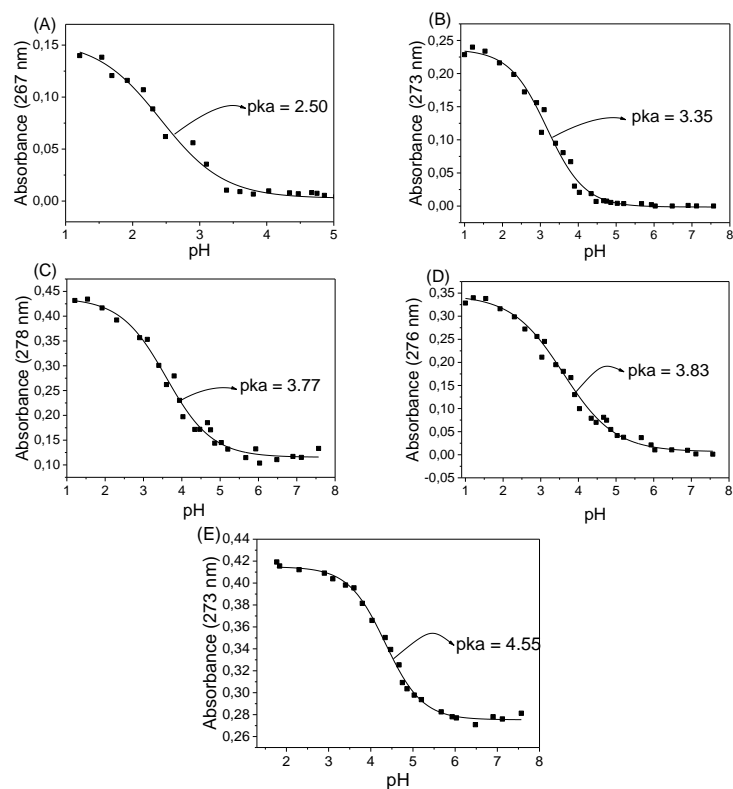 (A)
0,15
0,10
0,05
0,00
Absorbance (267 nm)
pka = 2.50
1 2 3 4 5
pH
(B)
0,25
0,20
0,15
0,10
0,05
0,00
Absorbance (273 nm)
pka = 3.35
1 2 3 4 5 6 7 8
pH
(C)
0,45
0,40
0,35
0,30
0,25
0,20
0,15
0,10
Absorbance (278 nm)
pka = 3.77
1 2 3 4 5 6 7 8
pH
(D)
0,35
0,30
0,25
0,20
0,15
0,10
0,05
0,00
-0,05
Absorbance (276 nm)
pka = 3.83
1 2 3 4 5 6 7 8
pH
(E)
0,44
0,42
0,40
0,38
0,36
0,34
0,32
0,30
0,28
0,26
Absorbance (273 nm)
pka = 4.55
2 3 4 5 6 7 8
pH